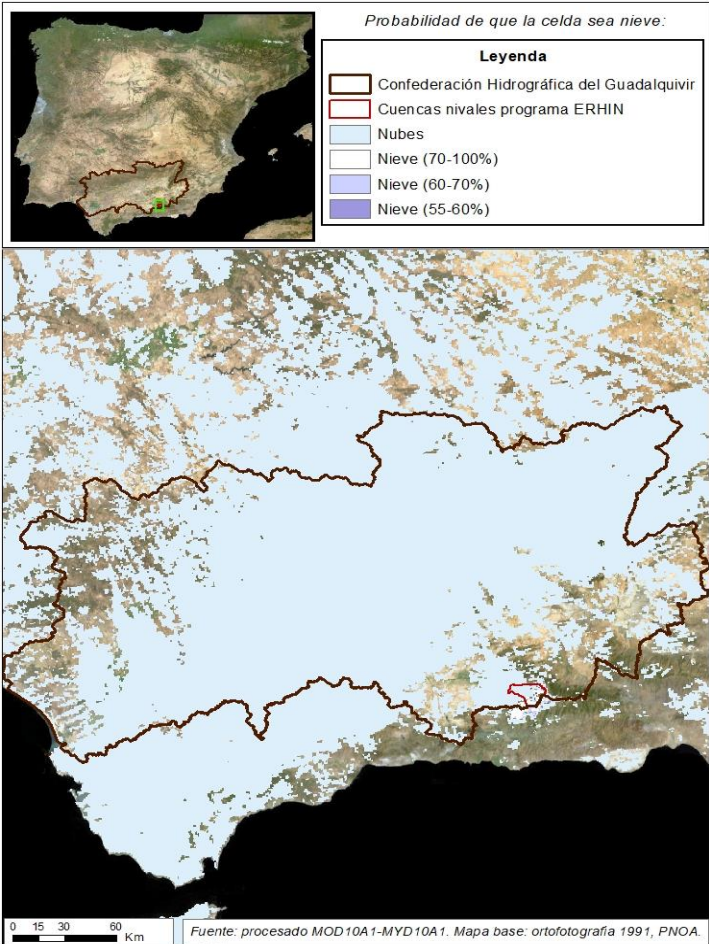 Probabilidad de que la celda sea nieve:
Leyenda
Confederación Hidrográfica del Guadalquivir
Cuencas nivales programa ERHIN
Nubes
Nieve (70-100%)
Nieve (60-70%)
Nieve (55-60%)
0 15 30 60
Km
Fuente: procesado MOD10A1-MYD10A1. Mapa base: ortofotografía 1991, PNOA.